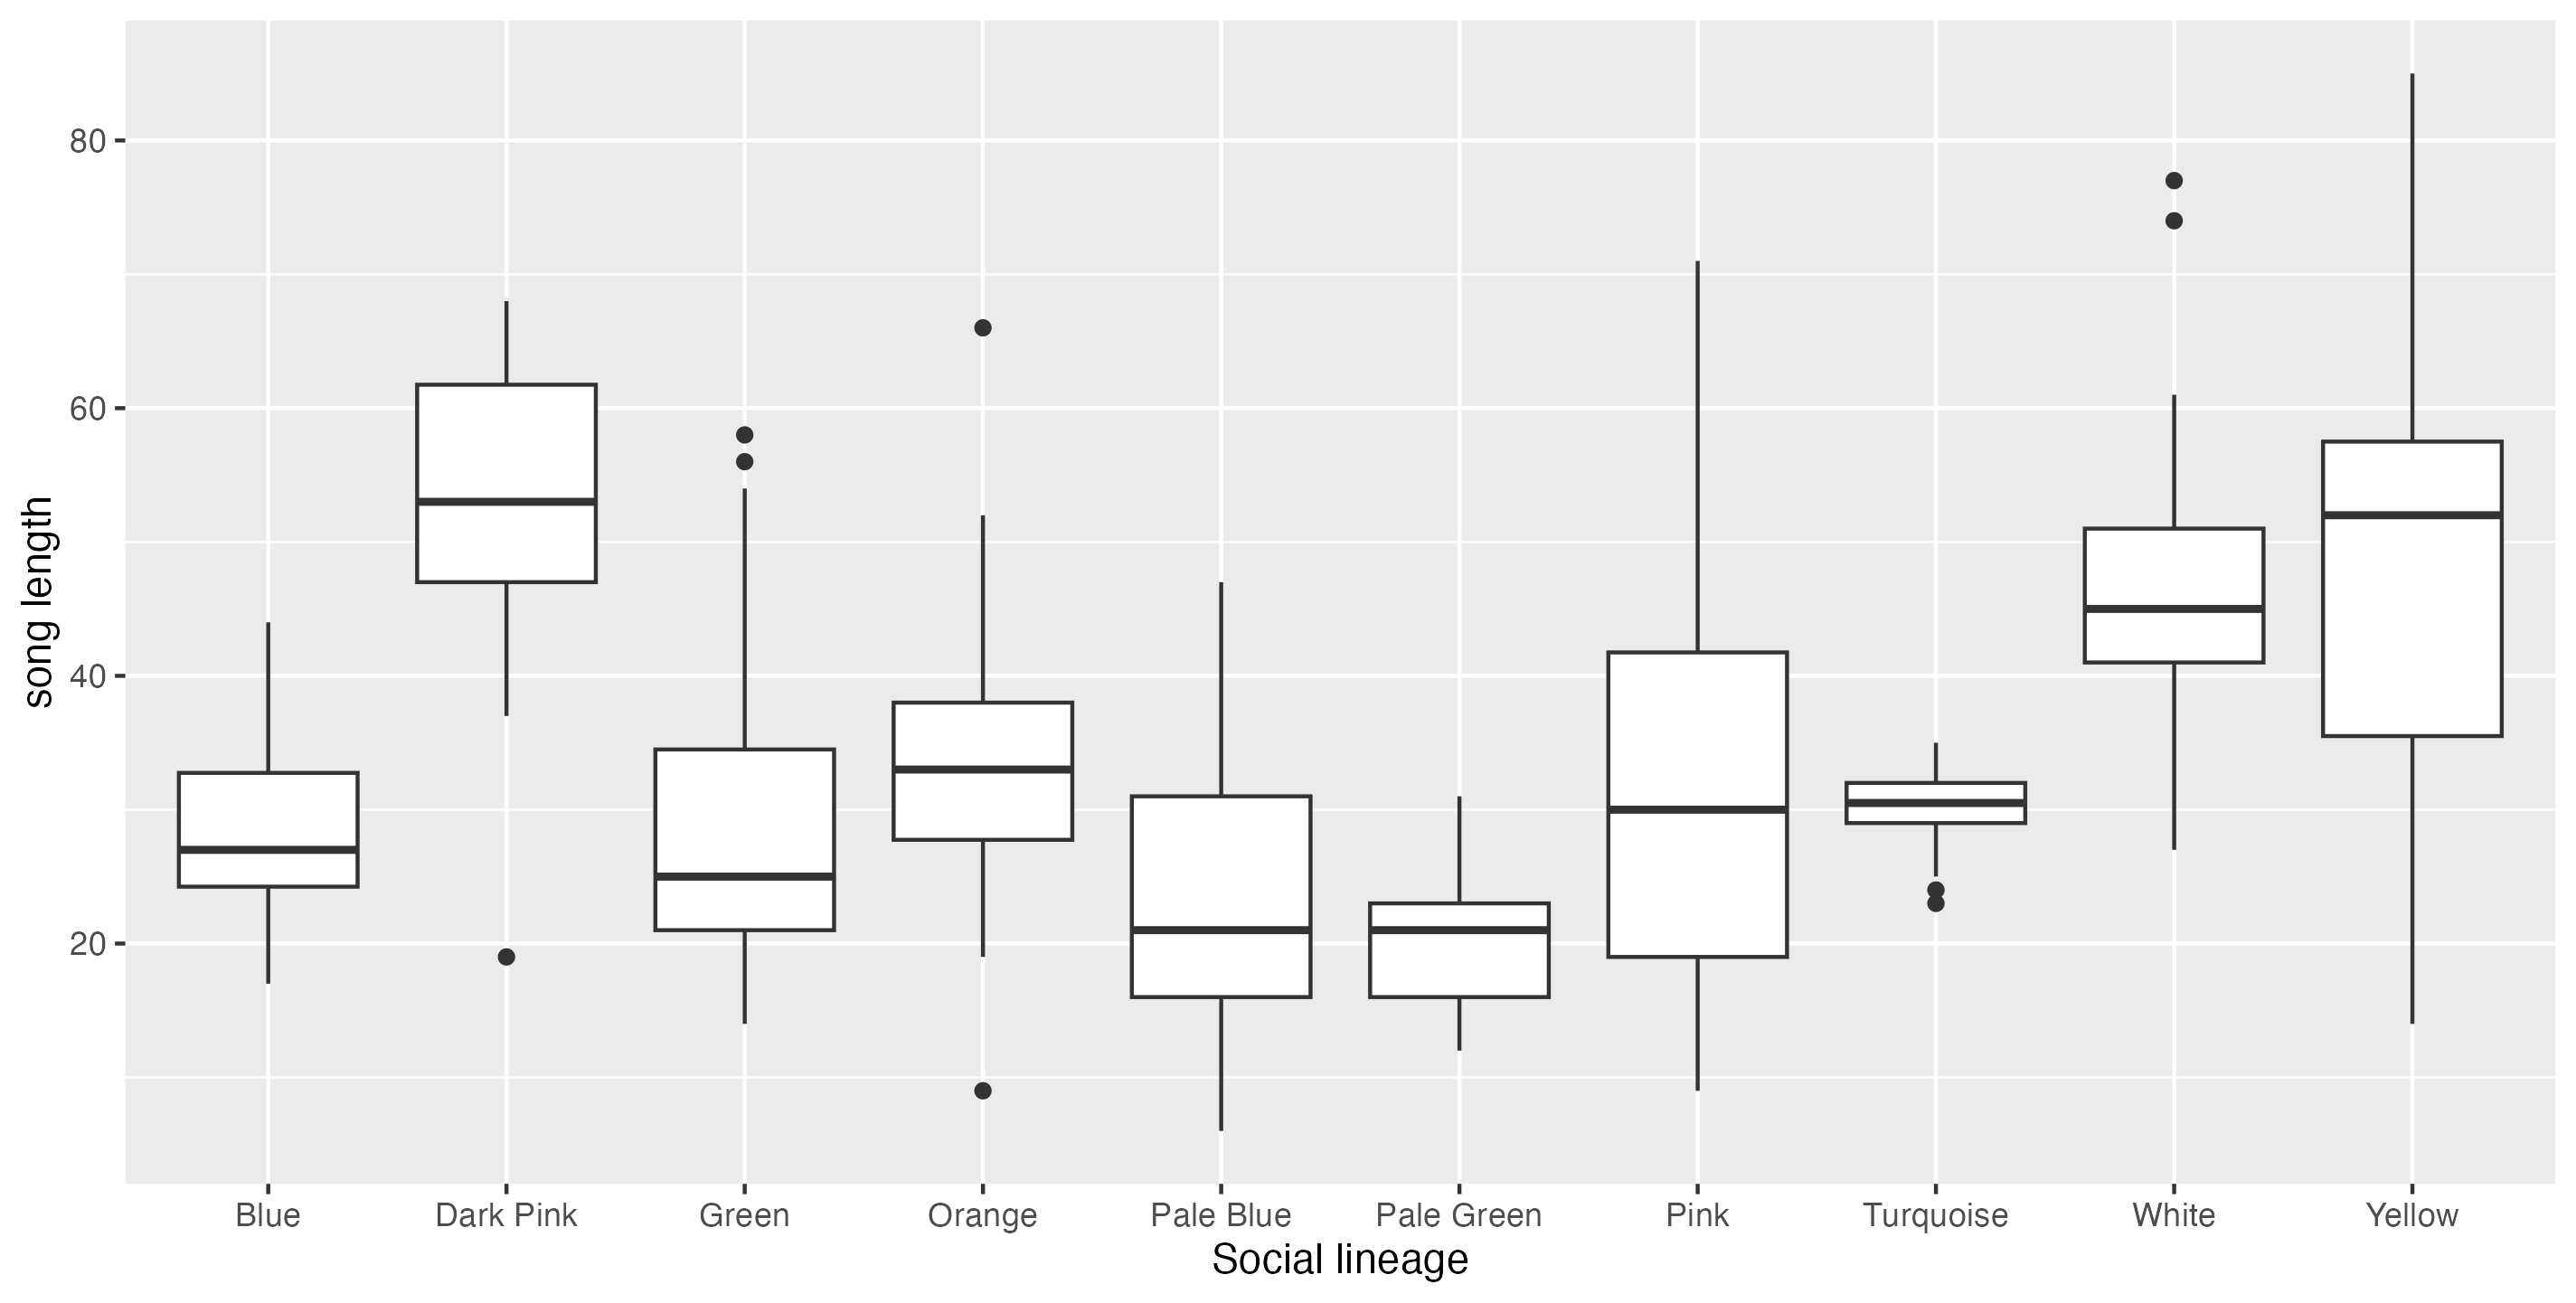 song length
80
60
40
20
Blue Dark Pink Green Orange Pale Blue Pale Green Pink Turquoise White Yellow
Social lineage